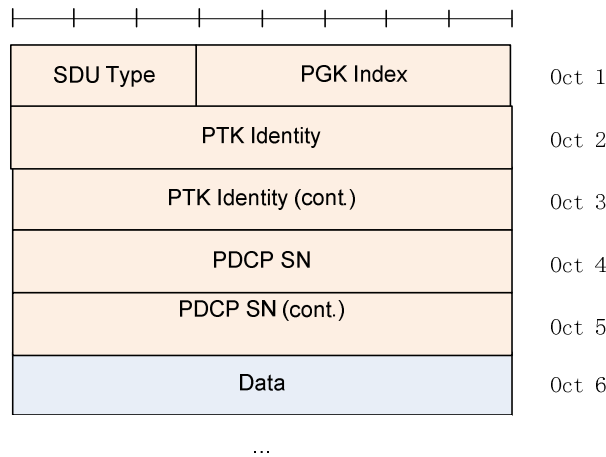 SDU Type PGK Index Oct 1
PTK Identity Oct 2
PTK Identity (cont.) Oct 3
PDCP SN Oct 4
PDCP SN (cont.) Oct 5
Data Oct 6
...